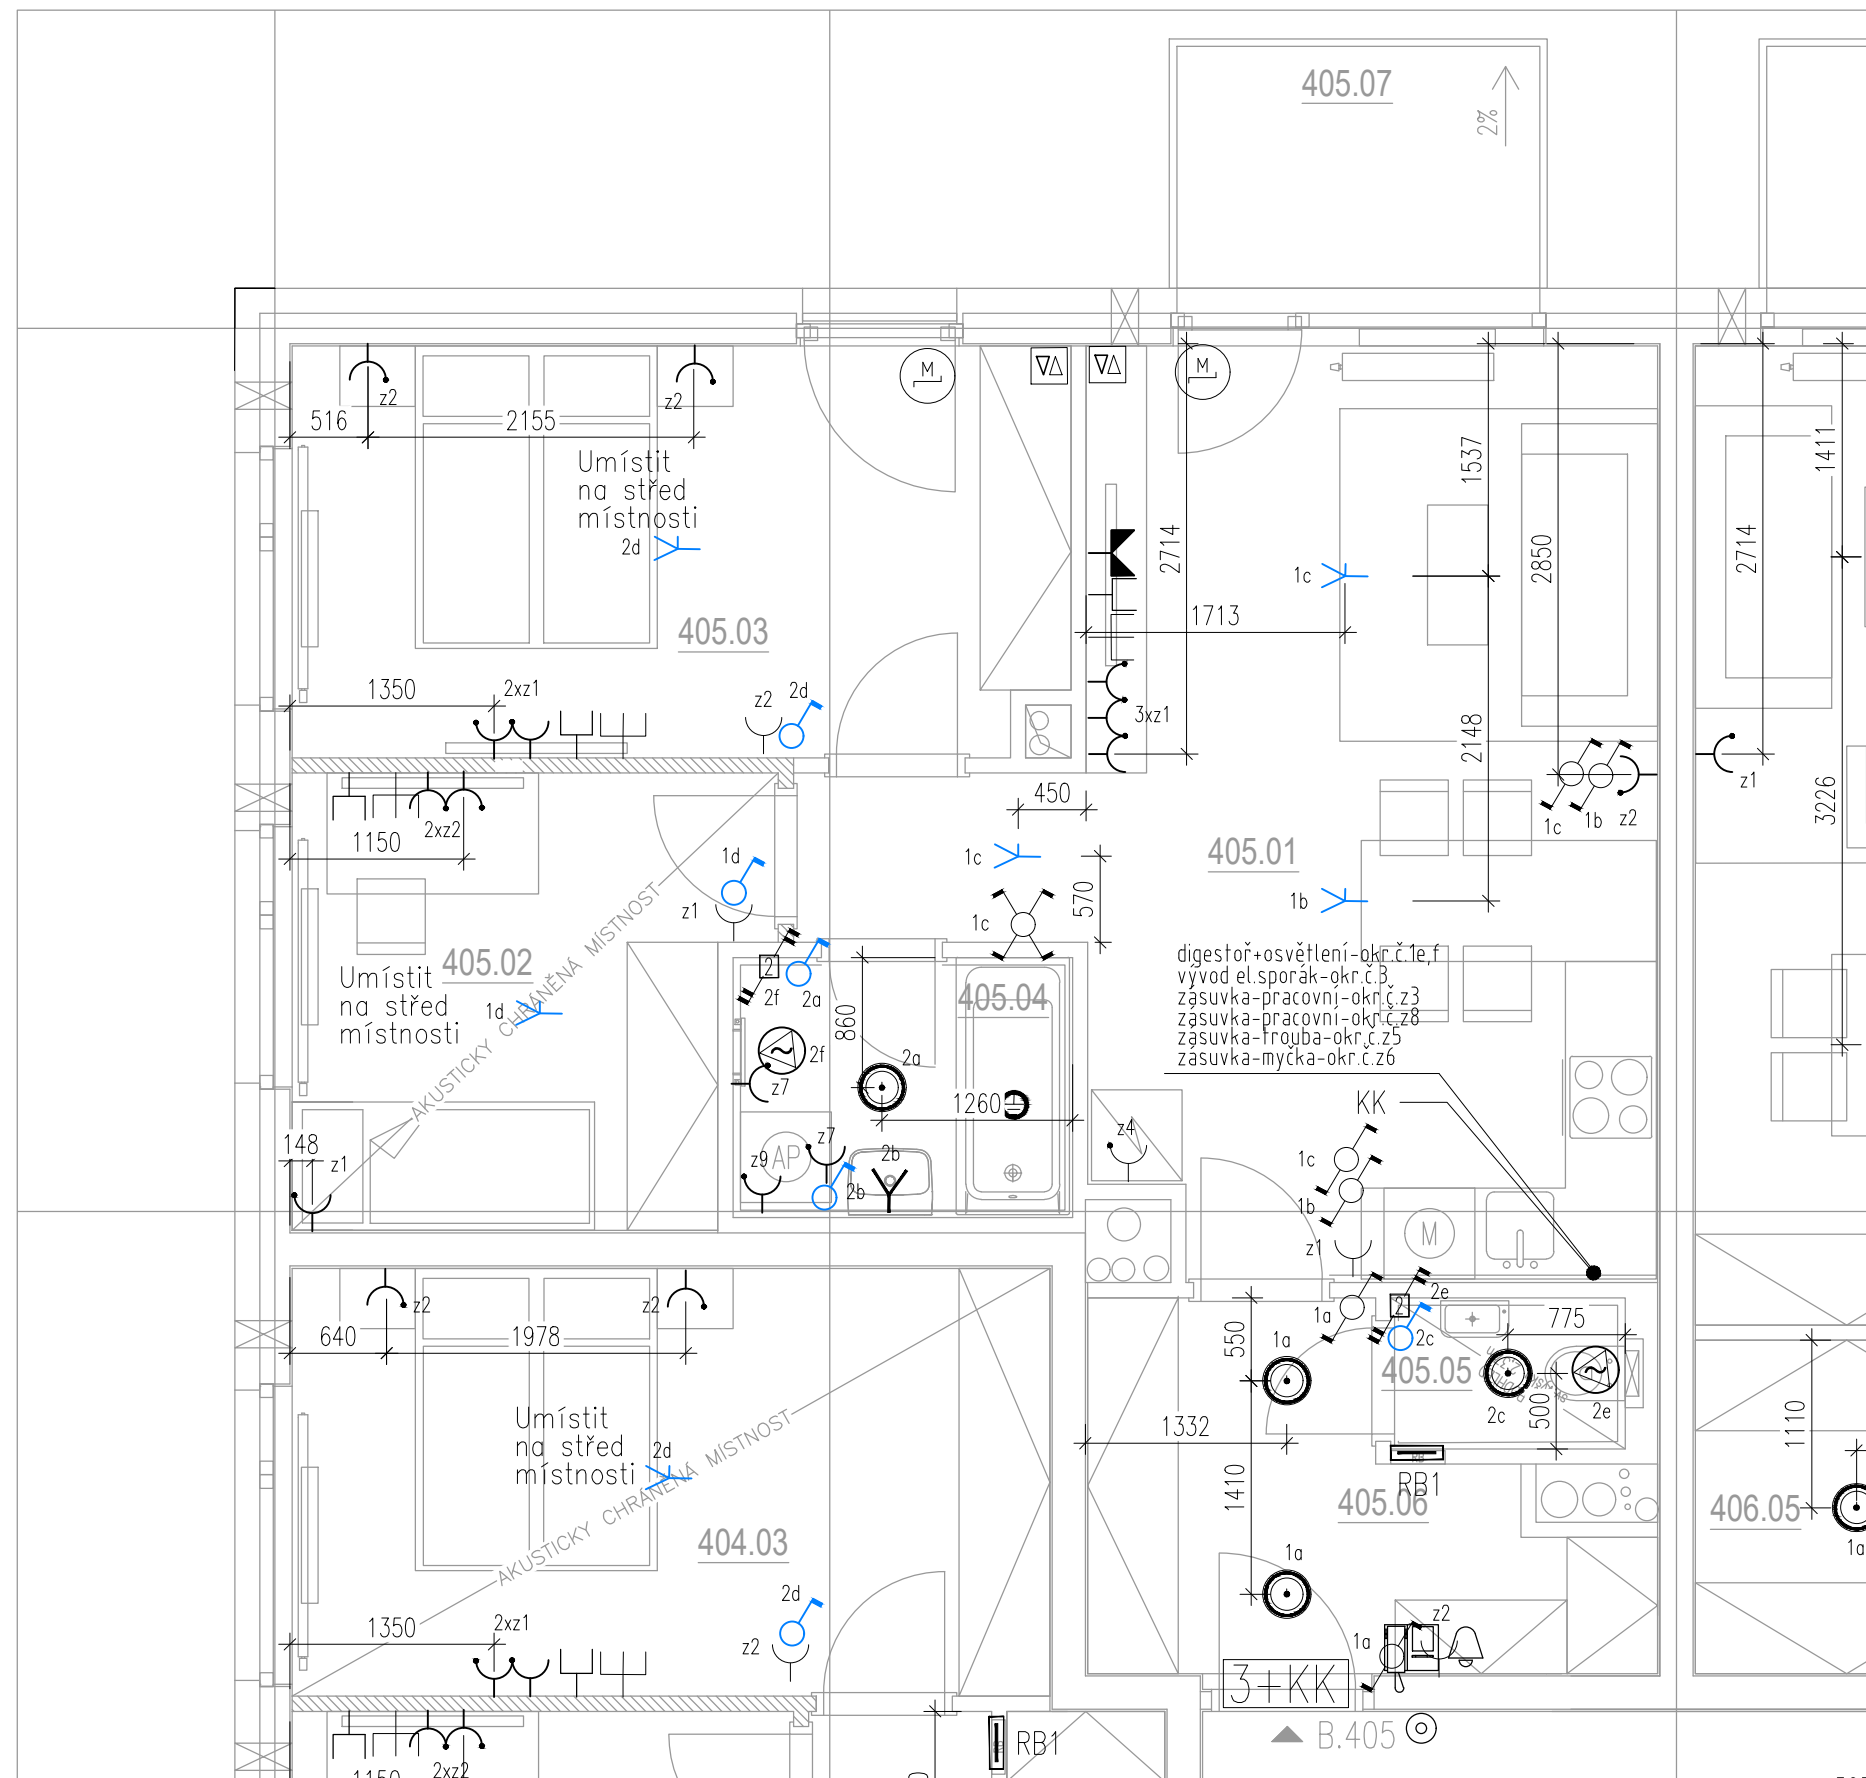 405.07
2%
M
M
z2
z2
516
2155
Umístit
na střed
místnosti
2d
405.03
1537
2714
2850
1411
2714
1c
1713
1350
2xz1
z2
2d
3xz1
2148
1c
1b
z2
z1
3226
2xz2
1150
450
1d
z1
1c
405.01
570
1c
1b
405.02
Umístit
na střed
místnosti
1d
AKUSTICKY CHRÁNĚNÁ MÍSTNOST
2
2f
2a
860
405.04
2f
z7
2a
1260
digestoř+osvětlení-okr.č.1e,f
vývod el.sporák-okr.č.3
zásuvka-pracovní-okr.č.z3
zásuvka-pracovní-okr.č.z8
zásuvka-trouba-okr.č.z5
zásuvka-myčka-okr.č.z6
KK
148
z1
z9
AP
z7
2b
2b
z4
1c
1b
z1
M
z2
z2
640
1978
1a
2
2e
2c
775
550
1a
405.05
2c
500
2e
1332
1110
Umístit
na střed
místnosti
2d
AKUSTICKY CHRÁNĚNÁ MÍSTNOST
404.03
1410
RB
RB1
405.06
406.05
1a
1a
2d
z2
1350
2xz1
1a
z2
3+KK
B.405
RB
RB1
1150
2xz2